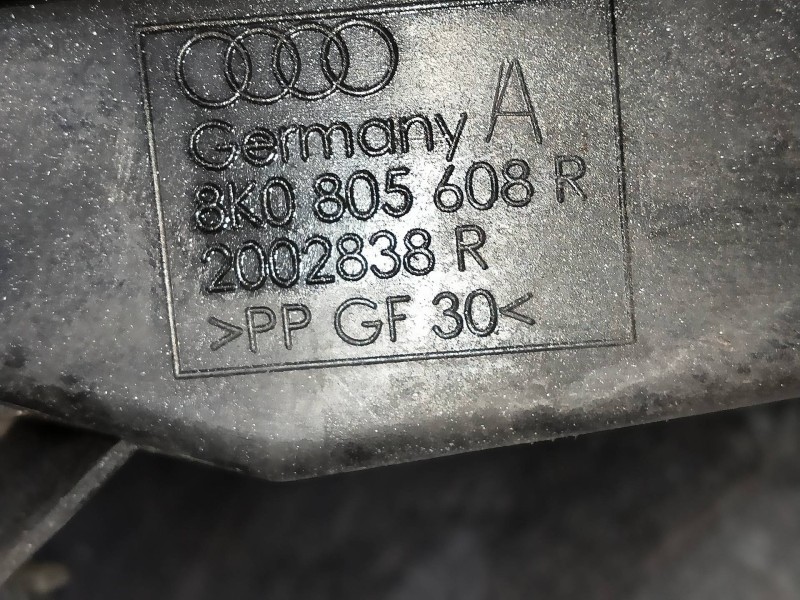 Germany A
8K0 805 608 R
2002838 R
>PP GF 30<